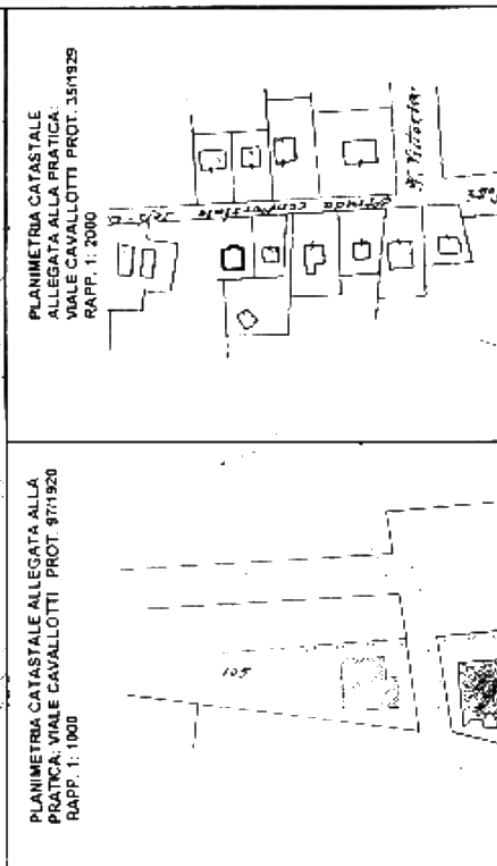 PLANIMETRIA CATASTALE ALLEGATA ALLA
PRATICA: VIALE CAVALLOTTI PROT. 97/1920
RAPP. 1: 1000
105
PLANIMETRIA CATASTALE
ALLEGATA ALLA PRATICA:
VIALE CAVALLOTTI PROT. 35/1929
RAPP. 1: 2000
Strada